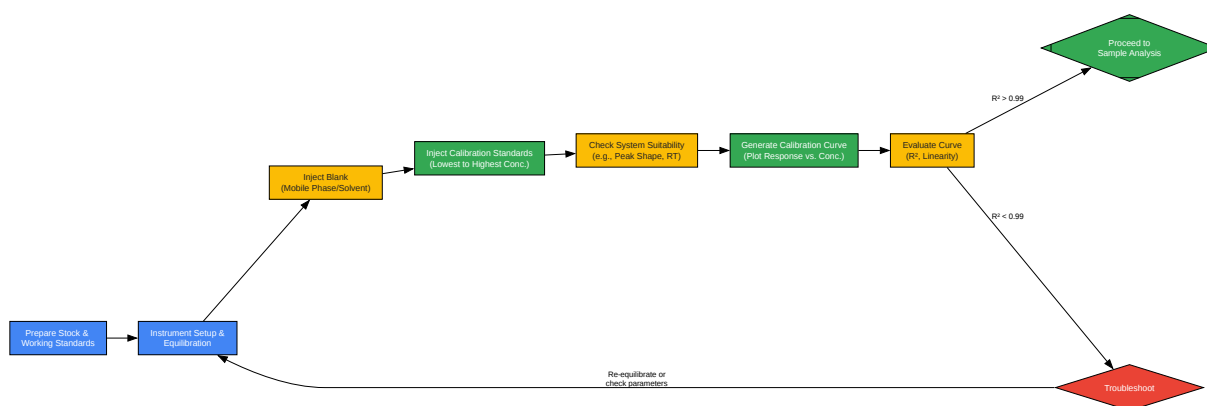 Prepare Stock &
Working Standards
Instrument Setup &
Equilibration
Inject Blank
(Mobile Phase/Solvent)
Inject Calibration Standards
(Lowest to Highest Conc.)
Check System Suitability
(e.g., Peak Shape, RT)
Generate Calibration Curve
(Plot Response vs. Conc.)
Evaluate Curve
(R², Linearity)
R² > 0.99
Proceed to
Sample Analysis
R² < 0.99
Troubleshoot
Re-equilibrate or
check parameters